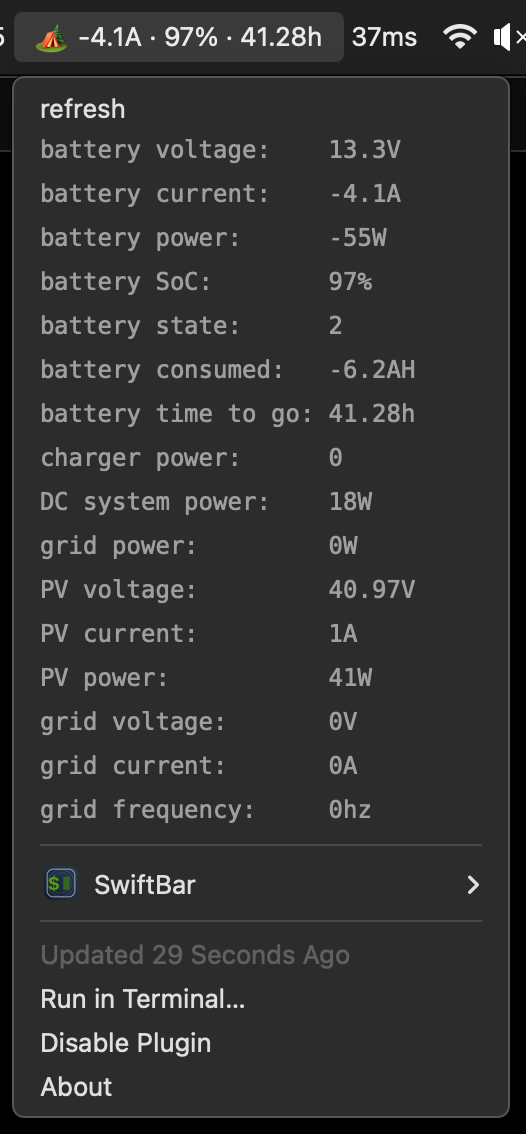 5 -4.1A · 97% · 41.28h 37ms
refresh
battery voltage: 13.3V
battery current: -4.1A
battery power: -55W
battery SoC: 97%
battery state: 2
battery consumed: -6.2AH
battery time to go: 41.28h
charger power: 0
DC system power: 18W
grid power: 0W
PV voltage: 40.97V
PV current: 1A
PV power: 41W
grid voltage: 0V
grid current: 0A
grid frequency: 0hz
$ SwiftBar
Updated 29 Seconds Ago
Run in Terminal...
Disable Plugin
About